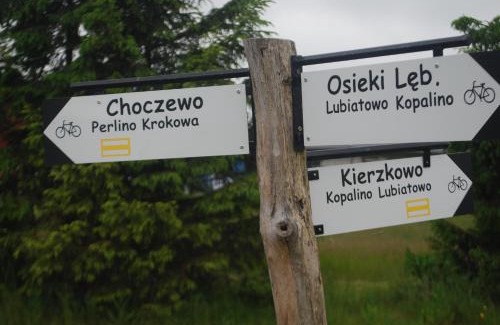 Choczewo
Perlino Krokowa
Osieki Lęb.
Lubiatowo Kopalino
Kierzkowo
Kopalino Lubiatowo